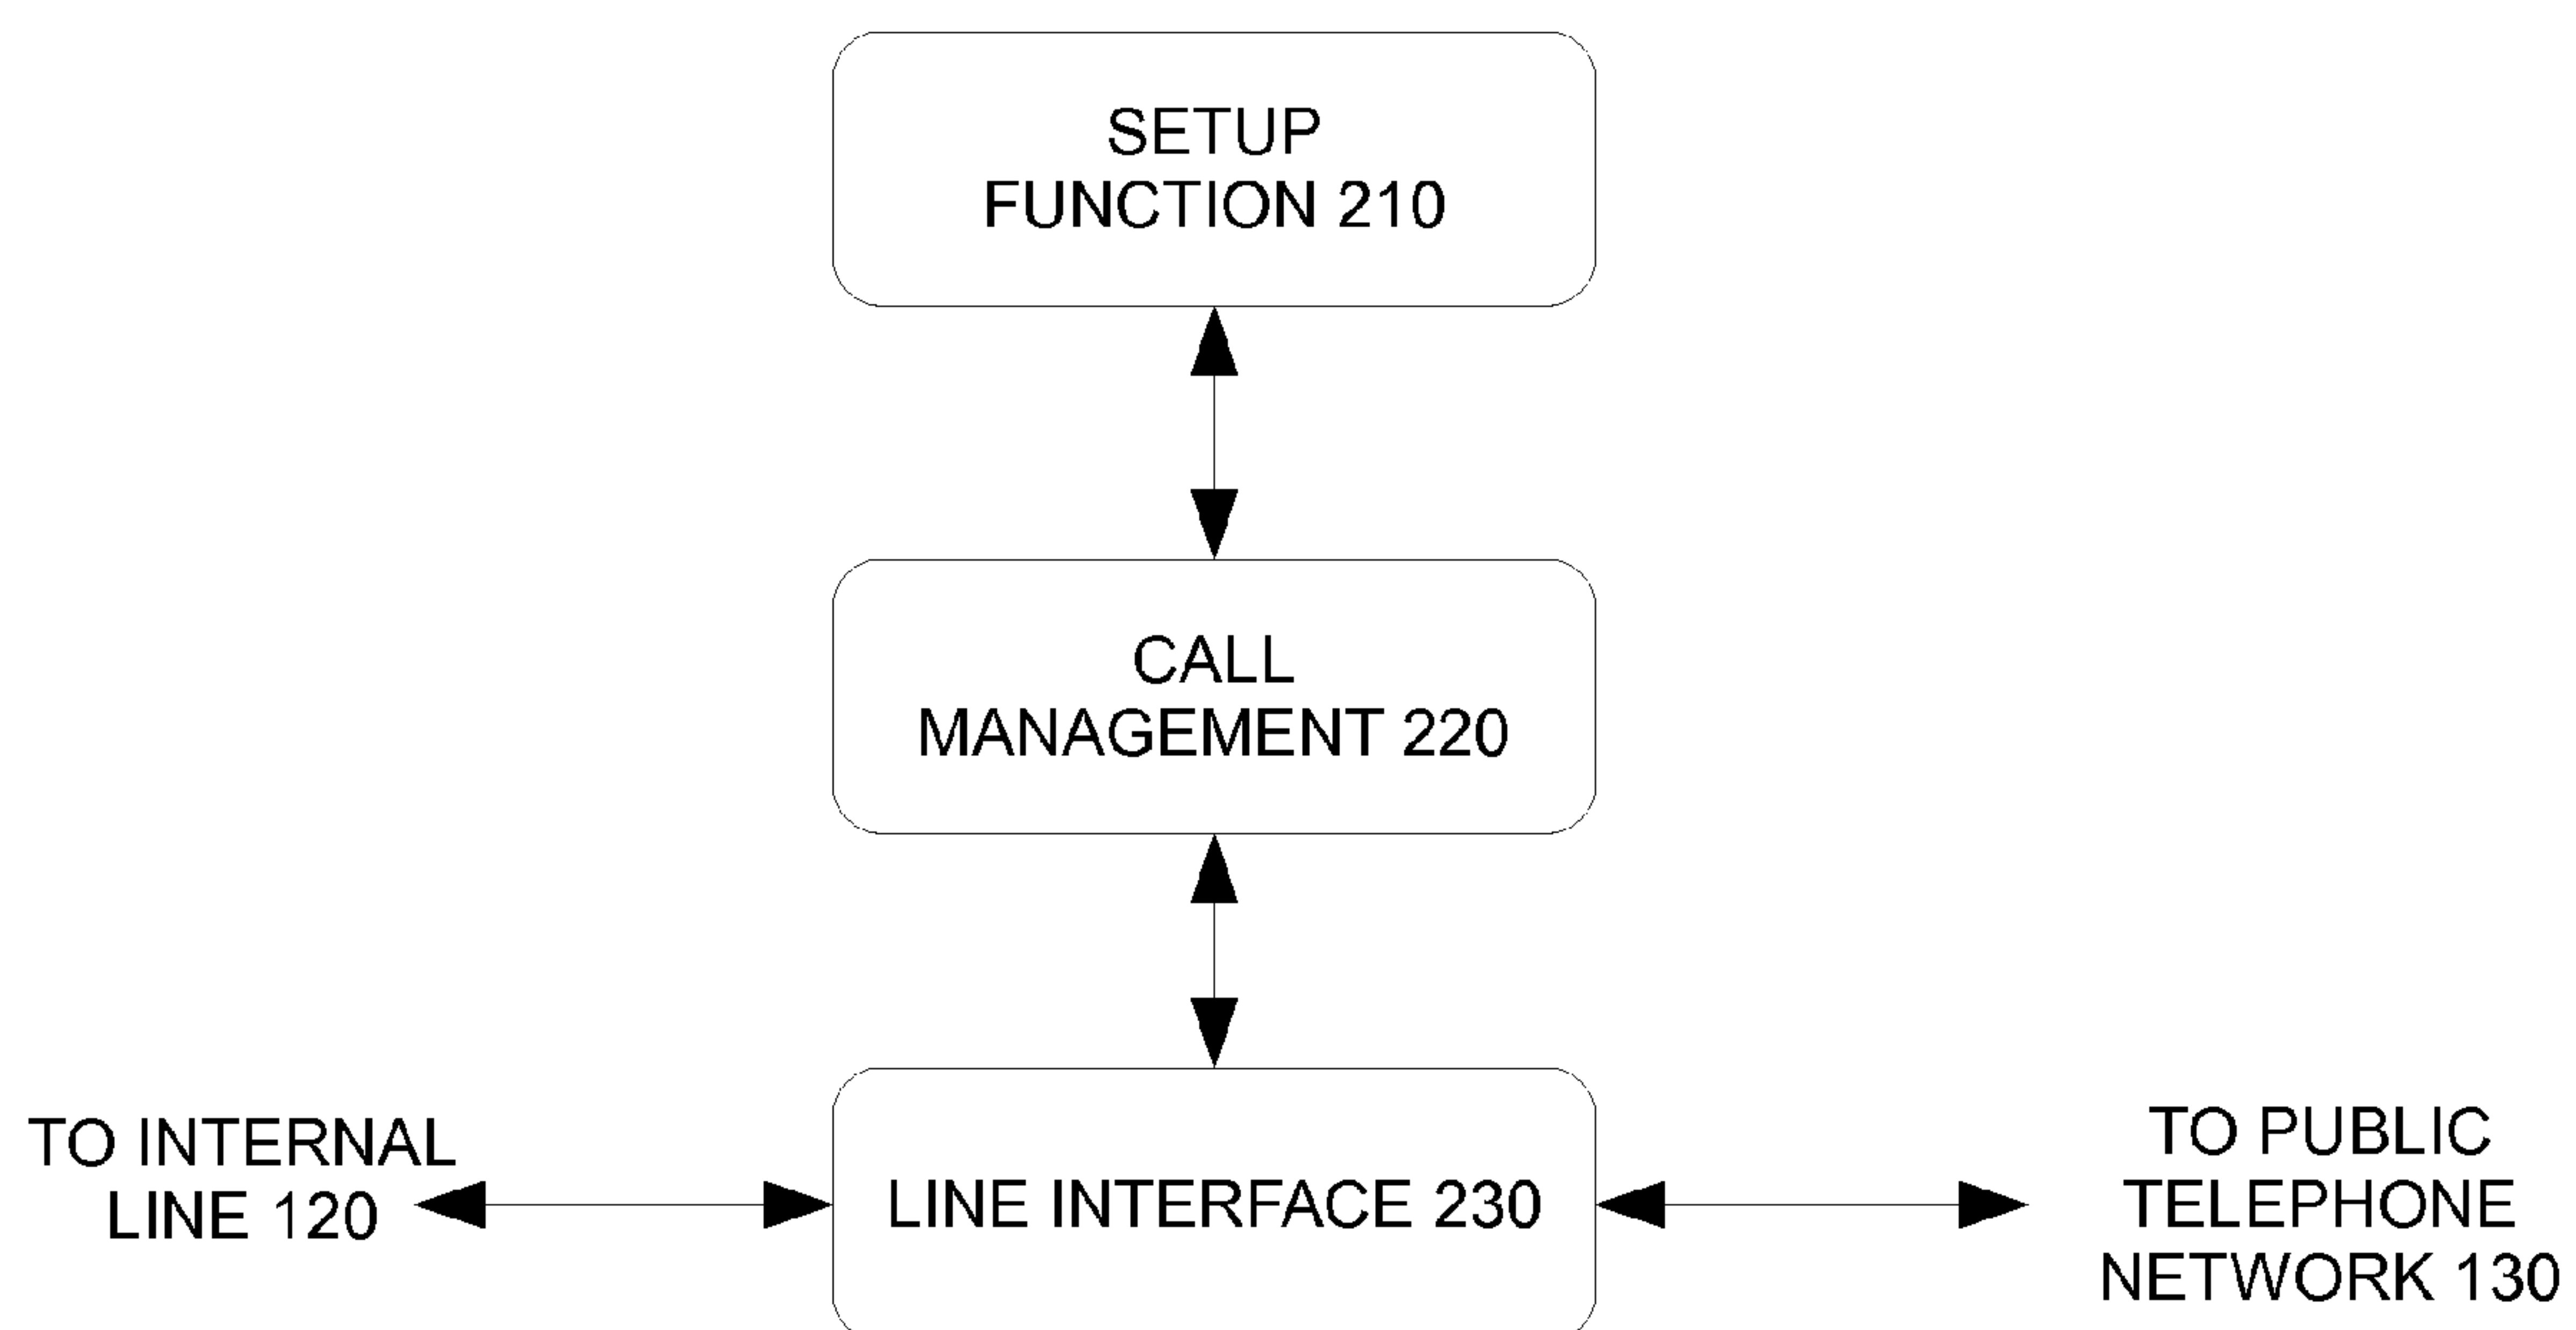 SETUP
FUNCTION 210
CALL
MANAGEMENT 220
TO INTERNAL
LINE 120
LINE INTERFACE 230
TO PUBLIC
TELEPHONE
NETWORK 130